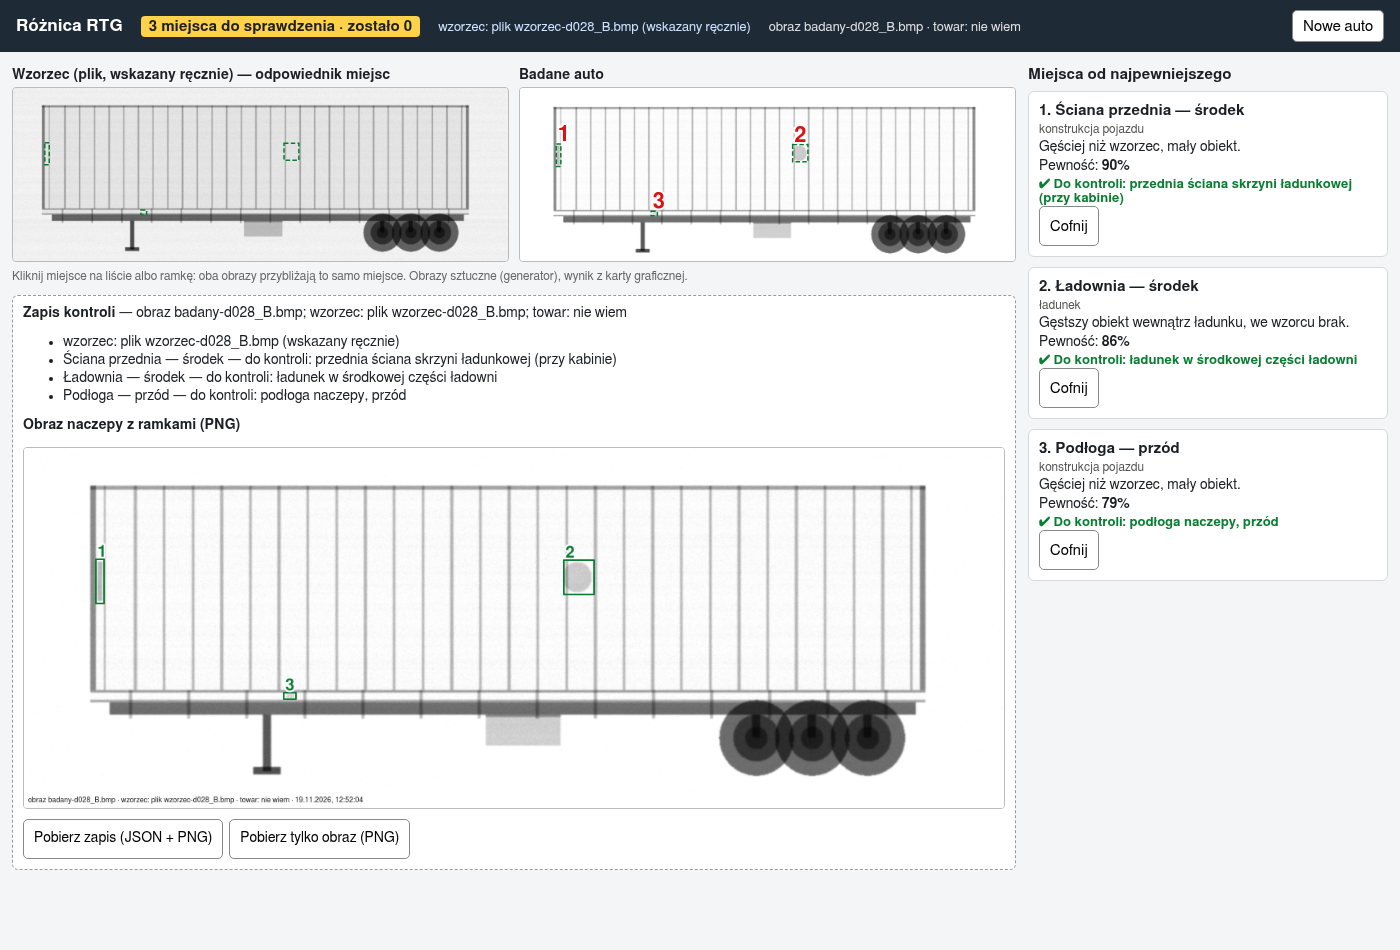 Różnica RTG
3 miejsca do sprawdzenia · zostało 0
wzorzec: plik wzorzec-d028_B.bmp (wskazany ręcznie)
obraz badany-d028_B.bmp · towar: nie wiem
Nowe auto
Wzorzec (plik, wskazany ręcznie) — odpowiednik miejsc
Badane auto
1
2
3
Kliknij miejsce na liście albo ramkę: oba obrazy przybliżają to samo miejsce. Obrazy sztuczne (generator), wynik z karty graficznej.
Zapis kontroli — obraz badany-d028_B.bmp; wzorzec: plik wzorzec-d028_B.bmp; towar: nie wiem
• wzorzec: plik wzorzec-d028_B.bmp (wskazany ręcznie)
• Ściana przednia — środek — do kontroli: przednia ściana skrzyni ładunkowej (przy kabinie)
• Ładownia — środek — do kontroli: ładunek w środkowej części ładowni
• Podłoga — przód — do kontroli: podłoga naczepy, przód
Obraz naczepy z ramkami (PNG)
1
2
3
obraz badany-d028_B.bmp · wzorzec: plik wzorzec-d028_B.bmp · towar: nie wiem · 19.11.2026, 12:52:04
Pobierz zapis (JSON + PNG)
Pobierz tylko obraz (PNG)
Miejsca od najpewniejszego
1. Ściana przednia — środek
konstrukcja pojazdu
Gęściej niż wzorzec, mały obiekt.
Pewność: 90%
✔ Do kontroli: przednia ściana skrzyni ładunkowej
(przy kabinie)
Cofnij
2. Ładownia — środek
ładunek
Gęstszy obiekt wewnątrz ładunku, we wzorcu brak.
Pewność: 86%
✔ Do kontroli: ładunek w środkowej części ładowni
Cofnij
3. Podłoga — przód
konstrukcja pojazdu
Gęściej niż wzorzec, mały obiekt.
Pewność: 79%
✔ Do kontroli: podłoga naczepy, przód
Cofnij